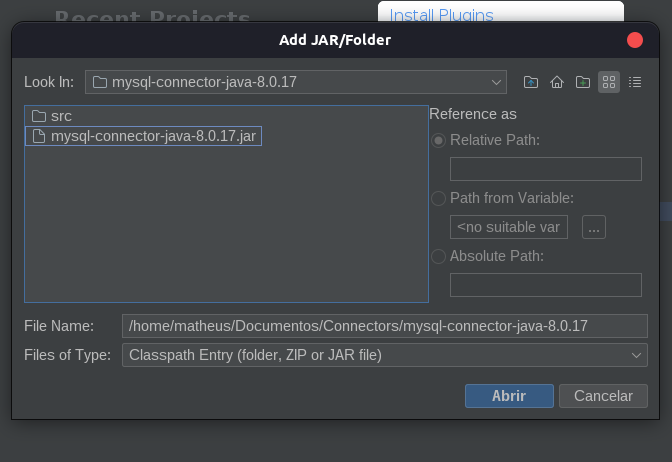 Recent Projects
Install Plugins
Add JAR/Folder
Look In: mysql-connector-java-8.0.17
src
mysql-connector-java-8.0.17.jar
Reference as
Relative Path:
Path from Variable:
<no suitable var
...
Absolute Path:
File Name: /home/matheus/Documentos/Connectors/mysql-connector-java-8.0.17
Files of Type: Classpath Entry (folder, ZIP or JAR file)
Abrir Cancelar